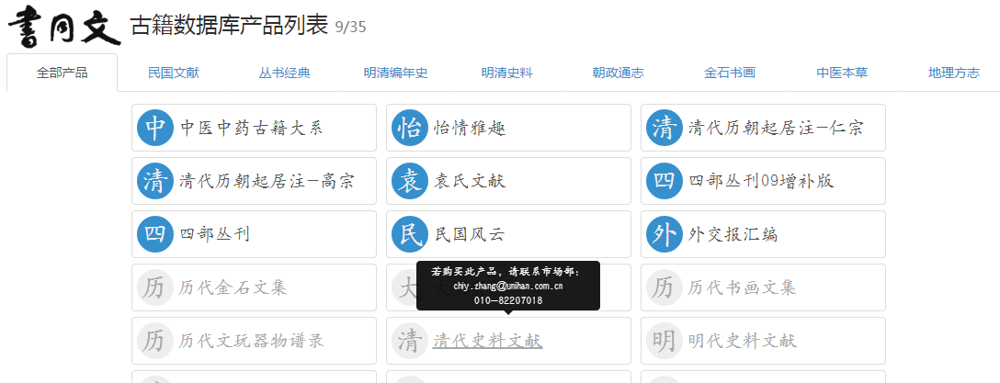 書同文 古籍数据库产品列表 9/35
全部产品 民国文献 丛书经典 明清编年史 明清史料 朝政通志 金石书画 中医本草 地理方志
中 中医中药古籍大系 怡 怡情雅趣 清 清代历朝起居注-仁宗
清 清代历朝起居注-高宗 袁 袁氏文献 四 四部丛刊09增补版
四 四部丛刊 民 民国风云 外 外交报汇编
若购买此产品, 请联系市场部:
chiy.zhang@unihan.com.cn
010-82207018
历 历代金石文集 大 历 历代书画文集
历 历代文玩器物谱录 清 清代史料文献 明 明代史料文献